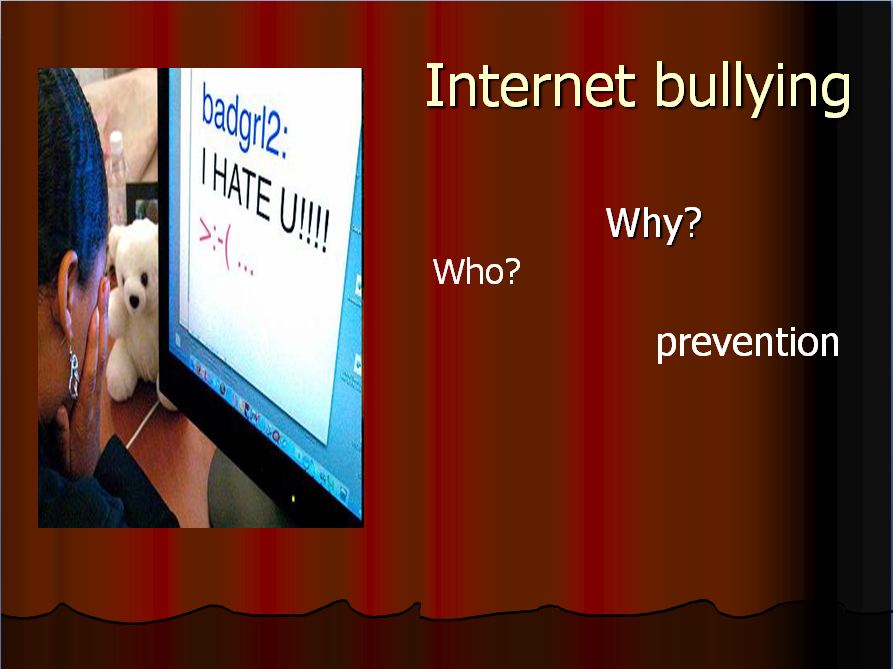 Internet bullying
badgrl2:
I HATE U!!!!
>:-( ...
Why?
Who?
prevention